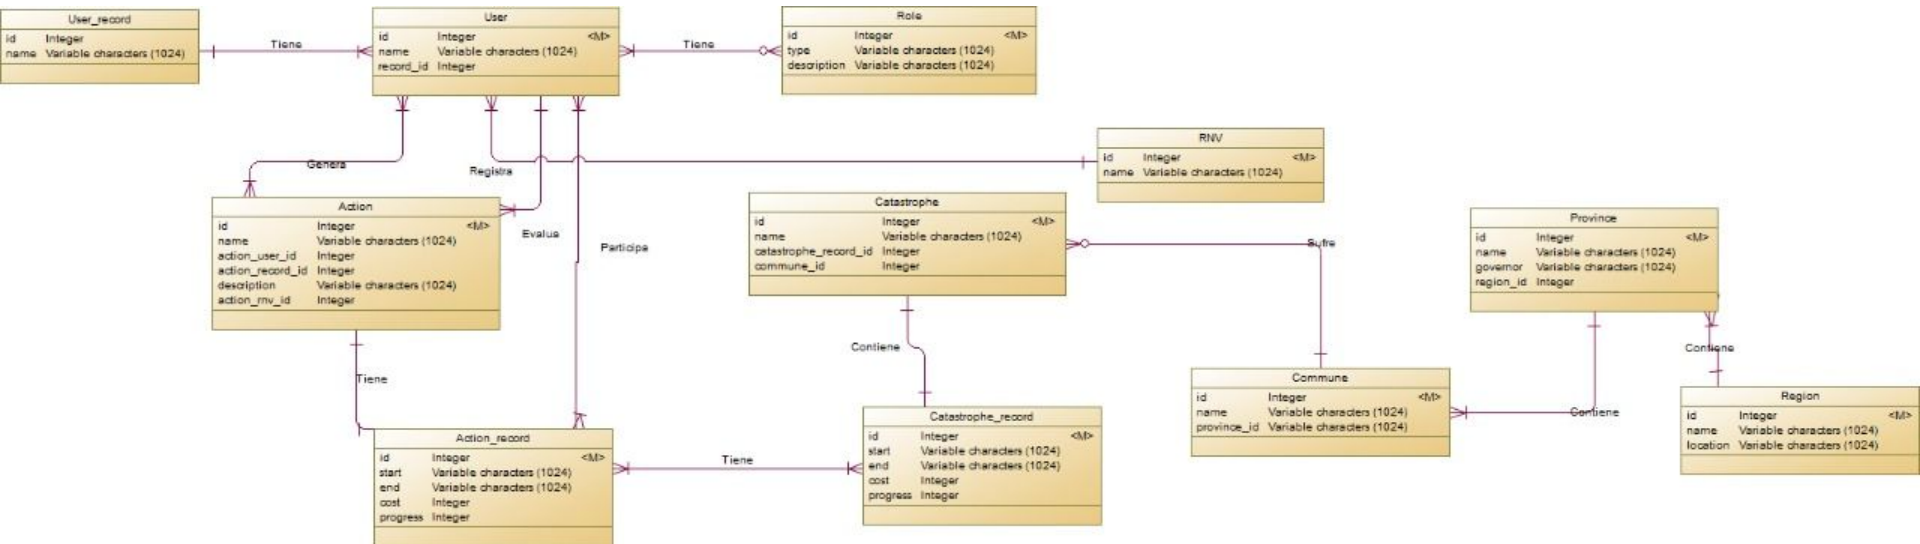 User_record
id Integer
name Variable characters (1024)
Tiene
User
id Integer <M>
name Variable characters (1024)
record_id Integer
Tiene
Role
id Integer <M>
type Variable characters (1024)
description Variable characters (1024)
Genera
Registra
RNV
id Integer <M>
name Variable characters (1024)
Action
id Integer <M>
name Variable characters (1024)
action_user_id Integer
action_record_id Integer
description Variable characters (1024)
action_rnv_id Integer
Evalua
Participa
Catastrophe
id Integer <M>
name Variable characters (1024)
catastrophe_record_id Integer
commune_id Integer
Sufre
Province
id Integer <M>
name Variable characters (1024)
governor Variable characters (1024)
region_id Integer
Tiene
Contiene
Contiene
Contiene
Commune
id Integer <M>
name Variable characters (1024)
province_id Integer
Region
id Integer <M>
name Variable characters (1024)
location Variable characters (1024)
Action_record
id Integer <M>
start Variable characters (1024)
end Variable characters (1024)
cost Integer
progress Integer
Tiene
Catastrophe_record
id Integer <M>
start Variable characters (1024)
end Variable characters (1024)
cost Integer
progress Integer